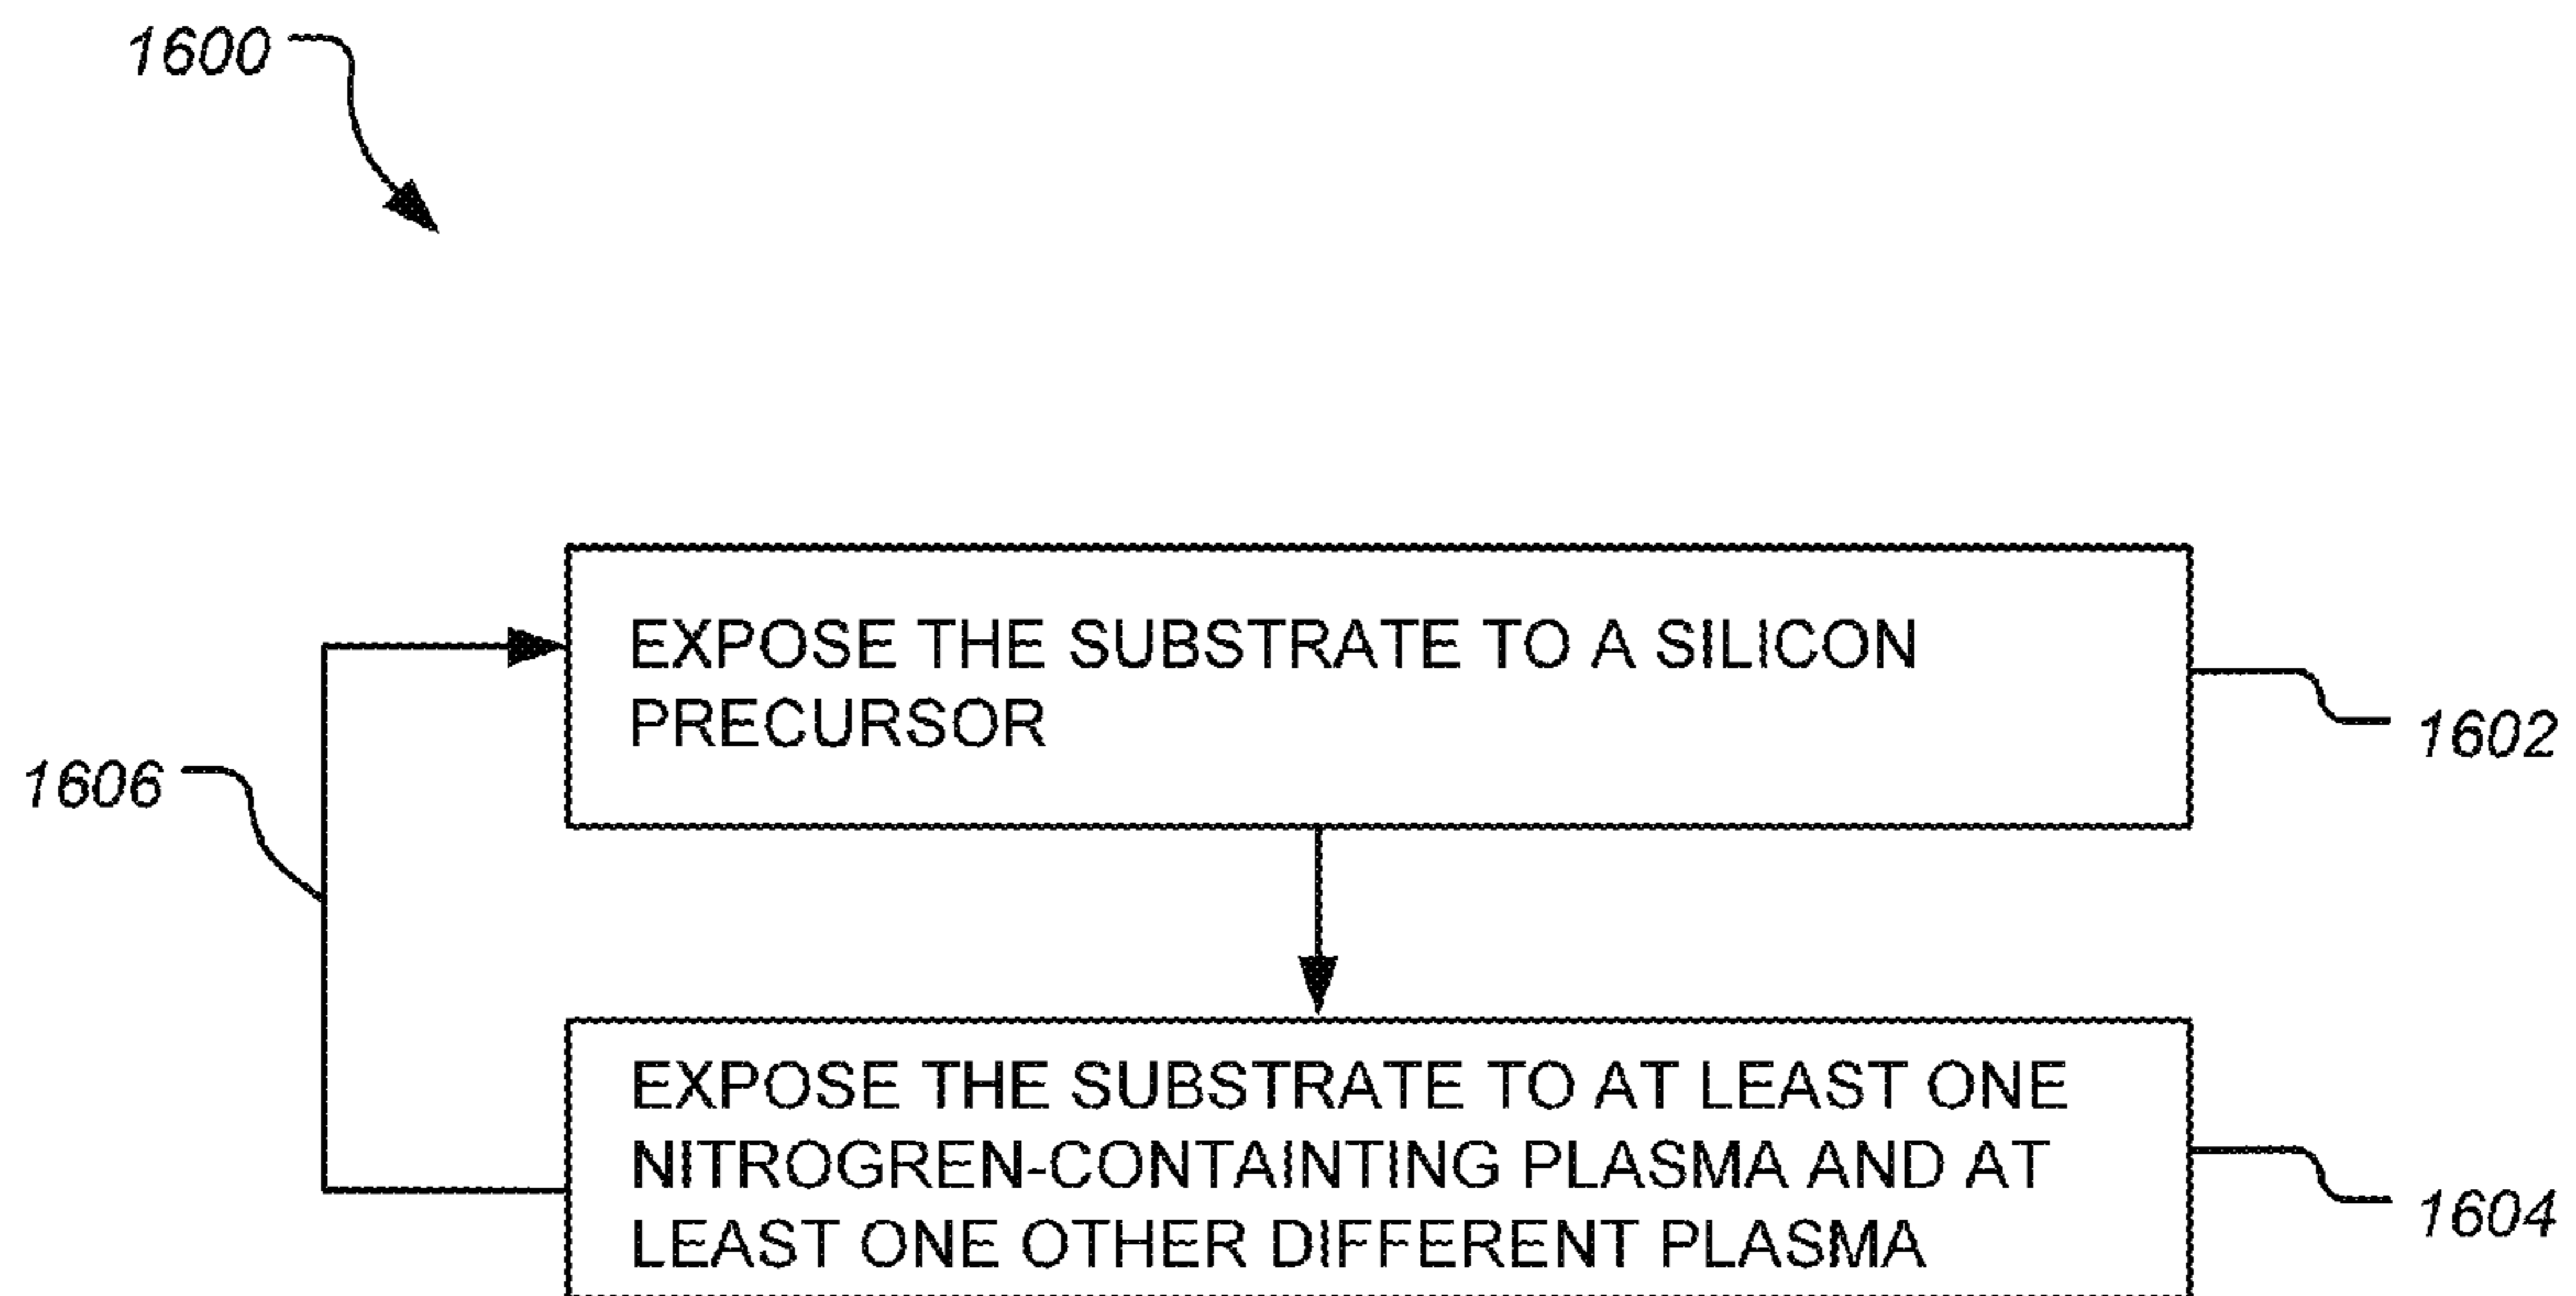 1600
EXPOSE THE SUBSTRATE TO A SILICON
PRECURSOR
1602
1606
EXPOSE THE SUBSTRATE TO AT LEAST ONE
NITROGREN-CONTAINTING PLASMA AND AT
LEAST ONE OTHER DIFFERENT PLASMA
1604